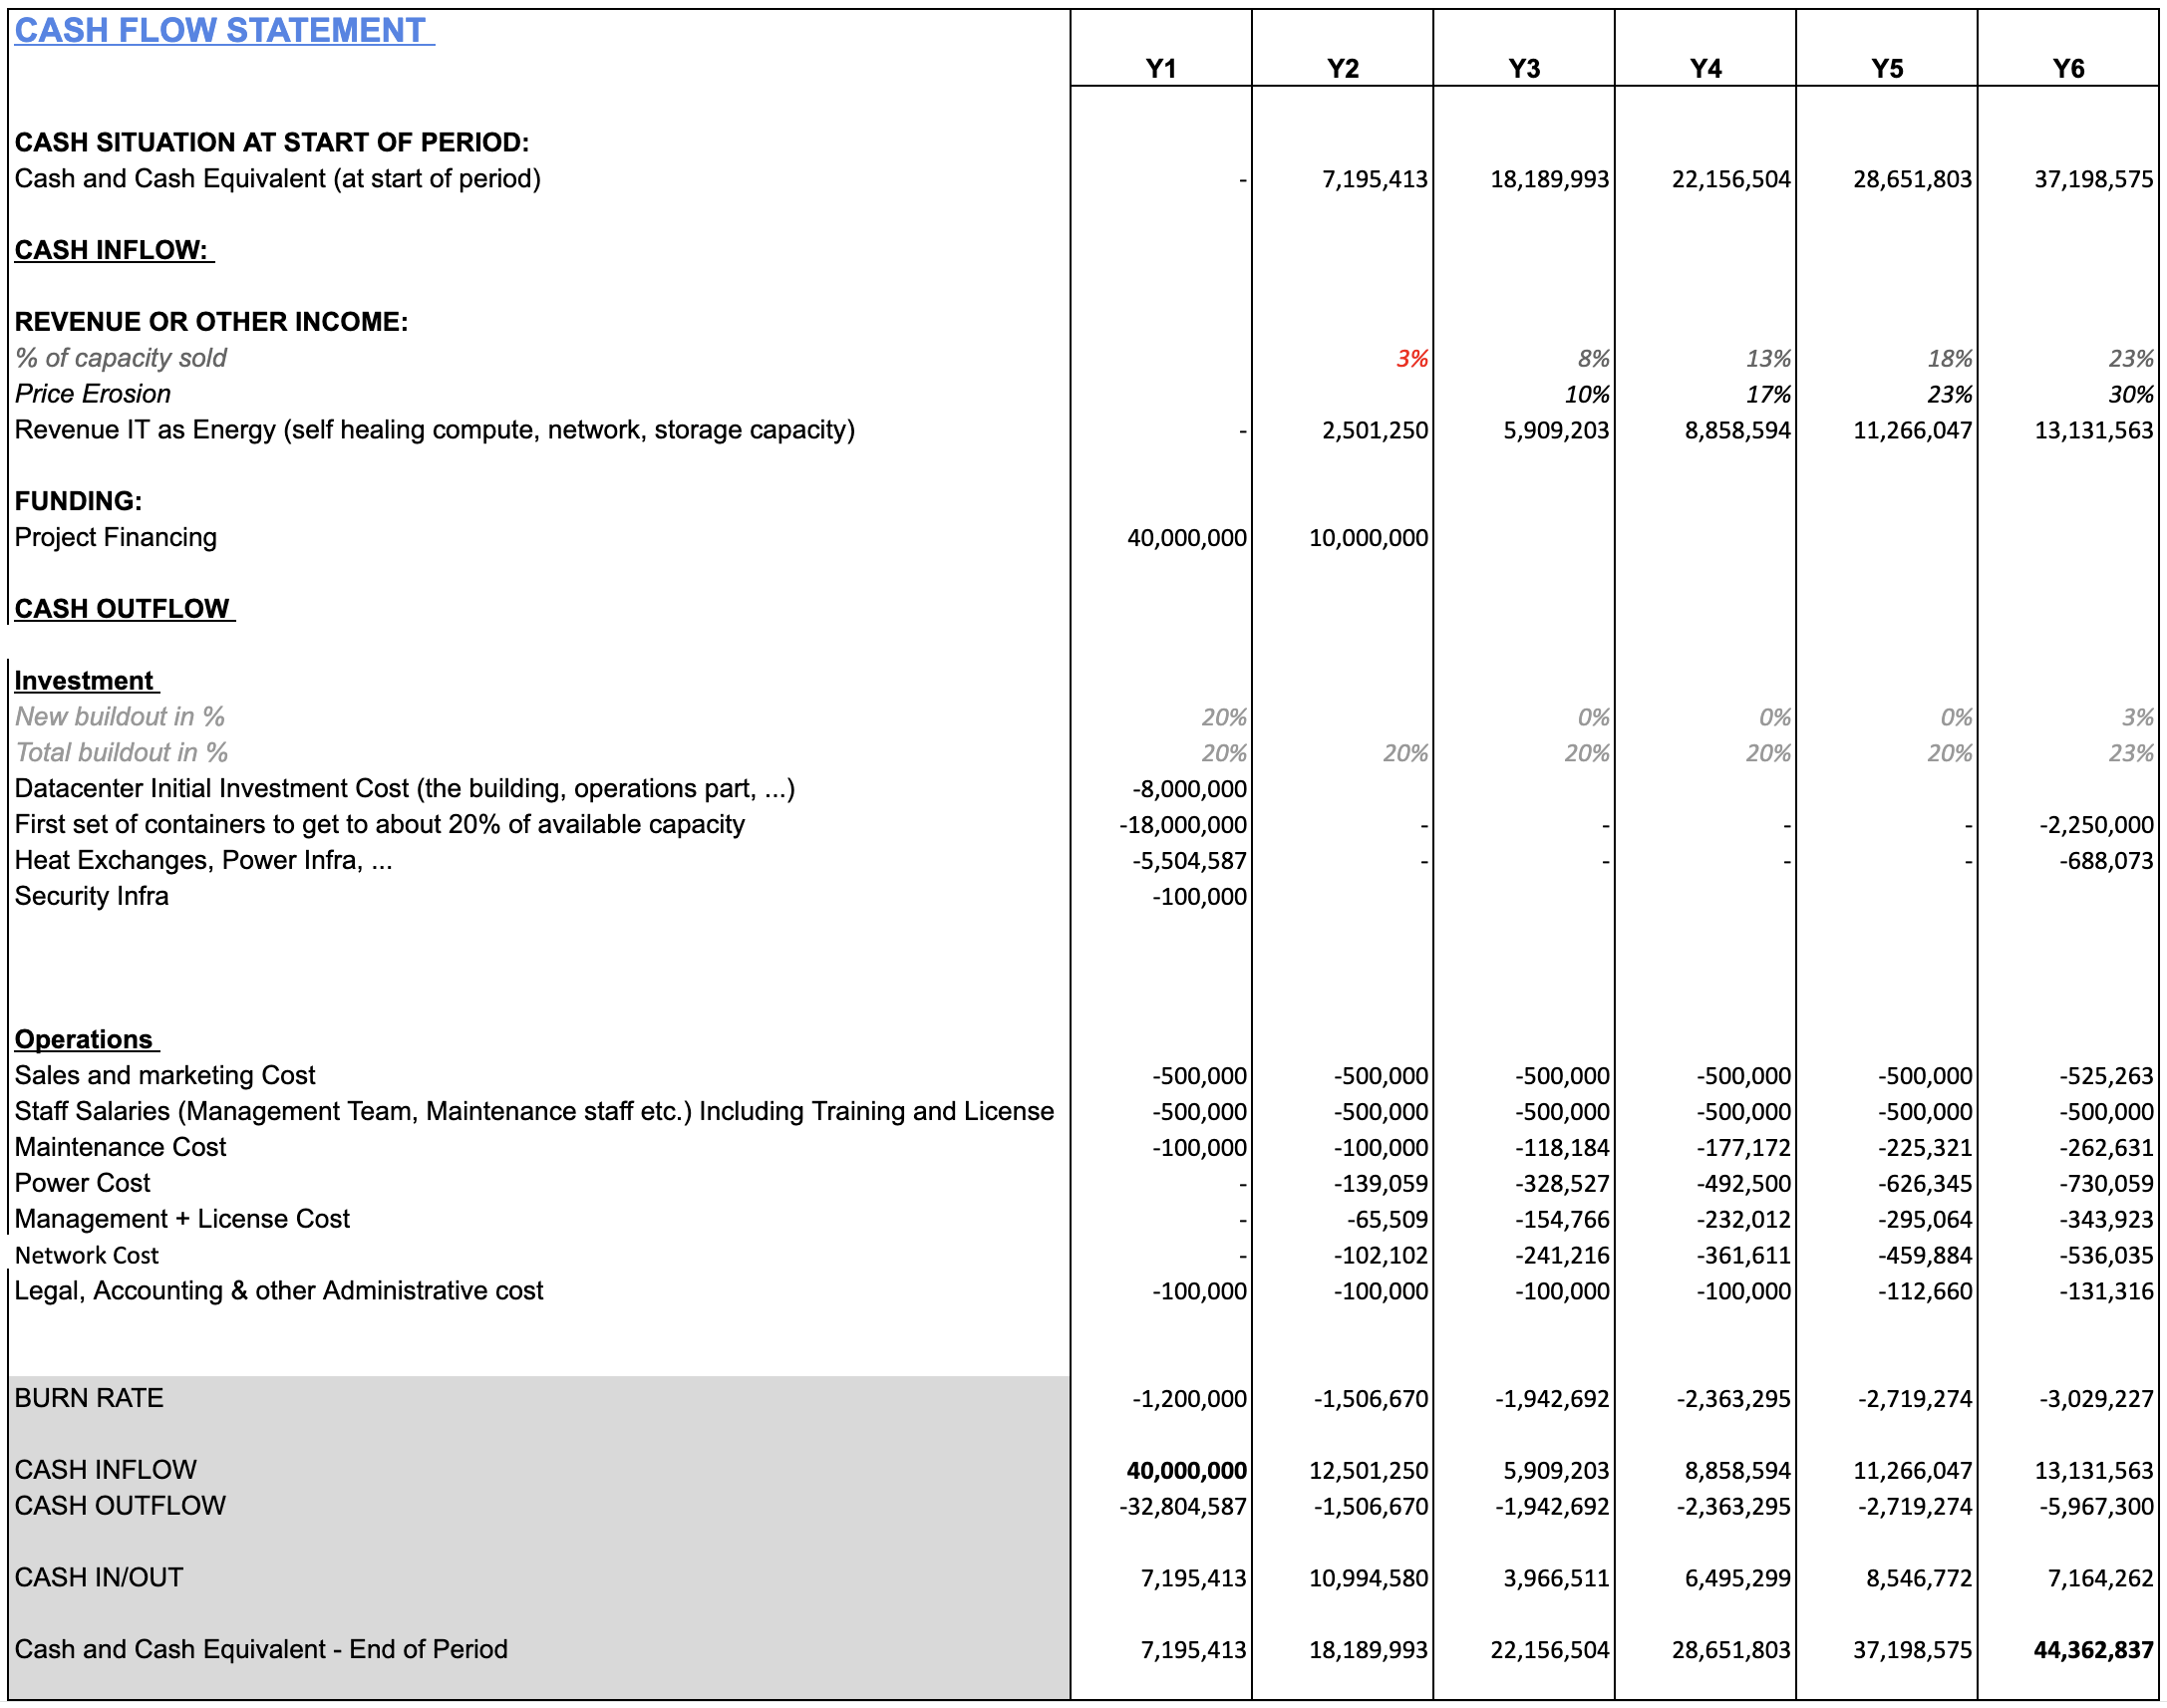 CASH FLOW STATEMENT
Y1 Y2 Y3 Y4 Y5 Y6
CASH SITUATION AT START OF PERIOD:
Cash and Cash Equivalent (at start of period) - 7,195,413 18,189,993 22,156,504 28,651,803 37,198,575
CASH INFLOW:
REVENUE OR OTHER INCOME:
% of capacity sold 3% 8% 13% 18% 23%
Price Erosion 10% 17% 23% 30%
Revenue IT as Energy (self healing compute, network, storage capacity) - 2,501,250 5,909,203 8,858,594 11,266,047 13,131,563
FUNDING:
Project Financing 40,000,000 10,000,000
CASH OUTFLOW
Investment
New buildout in % 20% 0% 0% 0% 3%
Total buildout in % 20% 20% 20% 20% 20% 23%
Datacenter Initial Investment Cost (the building, operations part, ...) -8,000,000
First set of containers to get to about 20% of available capacity -18,000,000 - - - - -2,250,000
Heat Exchanges, Power Infra, ... -5,504,587 - - - - -688,073
Security Infra -100,000
Operations
Sales and marketing Cost -500,000 -500,000 -500,000 -500,000 -500,000 -525,263
Staff Salaries (Management Team, Maintenance staff etc.) Including Training and License -500,000 -500,000 -500,000 -500,000 -500,000 -500,000
Maintenance Cost -100,000 -100,000 -118,184 -177,172 -225,321 -262,631
Power Cost - -139,059 -328,527 -492,500 -626,345 -730,059
Management + License Cost - -65,509 -154,766 -232,012 -295,064 -343,923
Network Cost - -102,102 -241,216 -361,611 -459,884 -536,035
Legal, Accounting & other Administrative cost -100,000 -100,000 -100,000 -100,000 -112,660 -131,316
BURN RATE -1,200,000 -1,506,670 -1,942,692 -2,363,295 -2,719,274 -3,029,227
CASH INFLOW 40,000,000 12,501,250 5,909,203 8,858,594 11,266,047 13,131,563
CASH OUTFLOW -32,804,587 -1,506,670 -1,942,692 -2,363,295 -2,719,274 -5,967,300
CASH IN/OUT 7,195,413 10,994,580 3,966,511 6,495,299 8,546,772 7,164,262
Cash and Cash Equivalent - End of Period 7,195,413 18,189,993 22,156,504 28,651,803 37,198,575 44,362,837